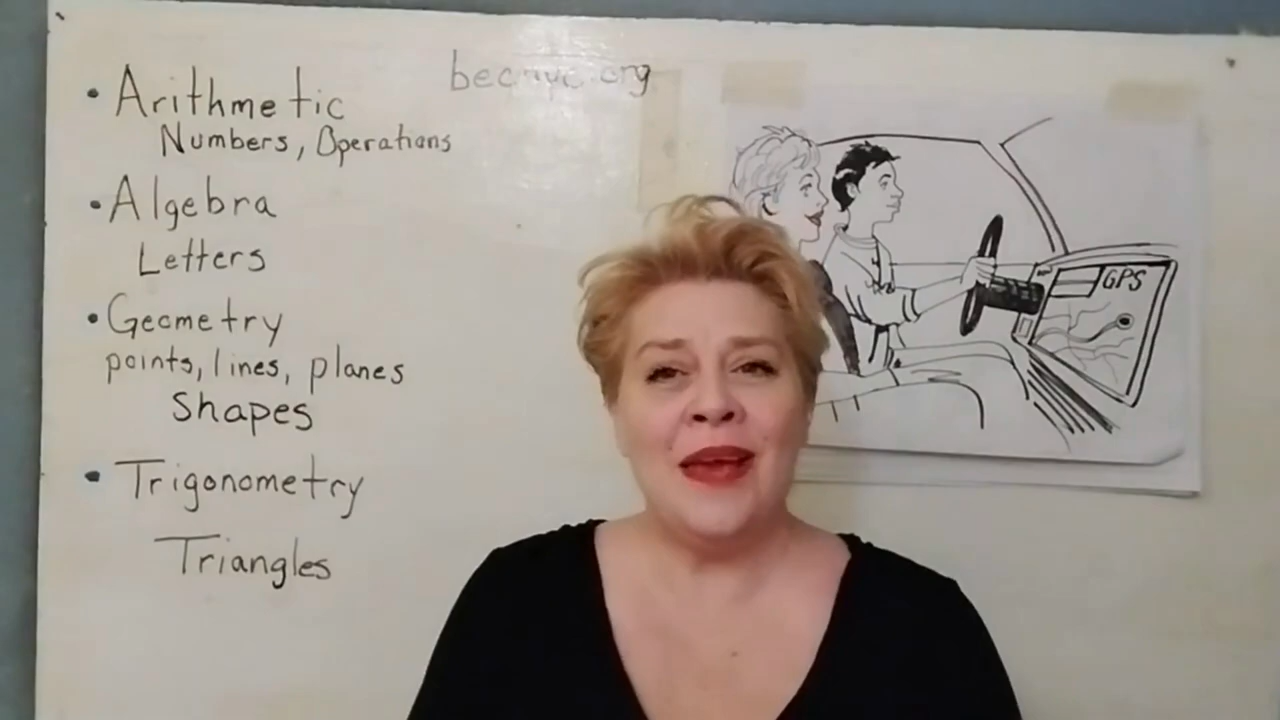 becnyc.org
• Arithmetic
Numbers, Operations
• Algebra
Letters
• Geometry
points, lines, planes
shapes
• Trigonometry
Triangles
GPS